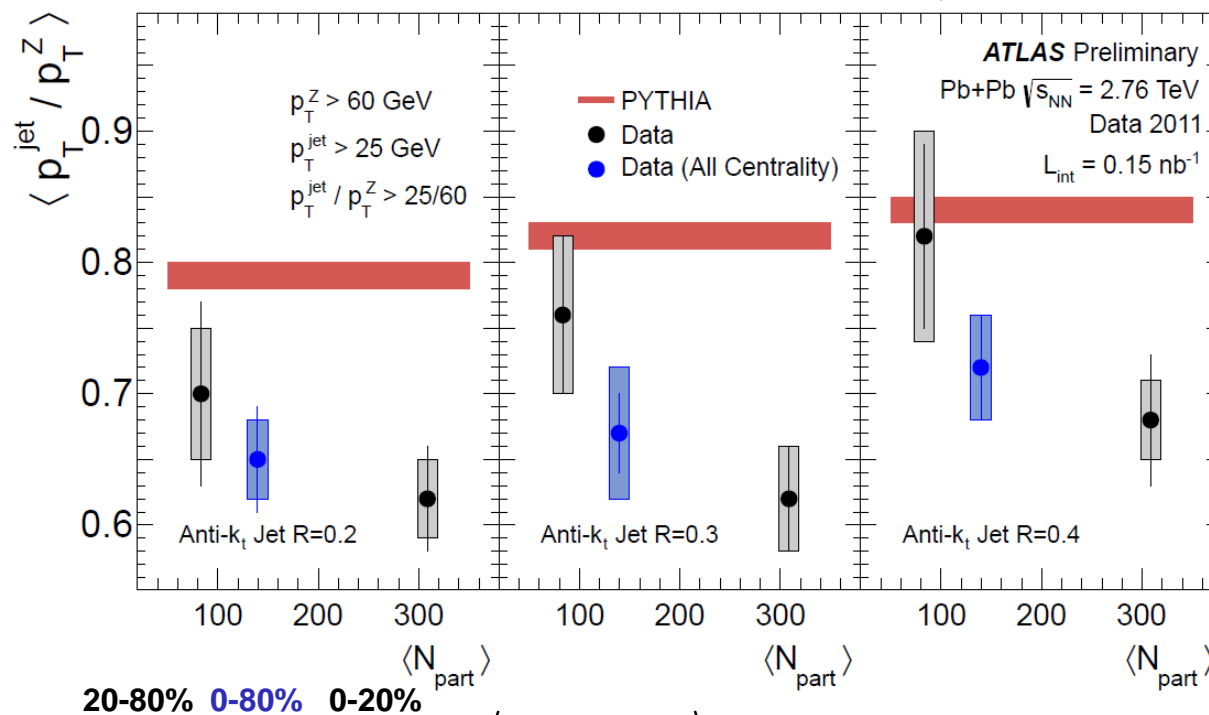 ⟨ p_T^jet / p_T^Z ⟩
0.9
0.8
0.7
0.6
p_T^Z > 60 GeV
p_T^jet > 25 GeV
p_T^jet / p_T^Z > 25/60
Anti-k_t Jet R=0.2
100 200 300
⟨N_part⟩
PYTHIA
Data
Data (All Centrality)
Anti-k_t Jet R=0.3
100 200 300
⟨N_part⟩
ATLAS Preliminary
Pb+Pb √s_NN = 2.76 TeV
Data 2011
L_int = 0.15 nb^-1
Anti-k_t Jet R=0.4
100 200 300
⟨N_part⟩
20-80% 0-80% 0-20%